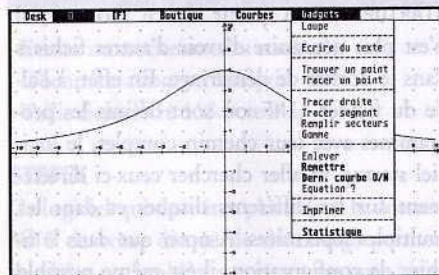 Desk [F] Boutique Courbes Gadgets
Loupe
Ecrire du texte
Trouver un point
Tracer un point
Tracer droite
Tracer segment
Remplir secteurs
Gomme
Enlever
Remettre
Dern. courbe O/N
Equation ?
Imprimer
Statistique